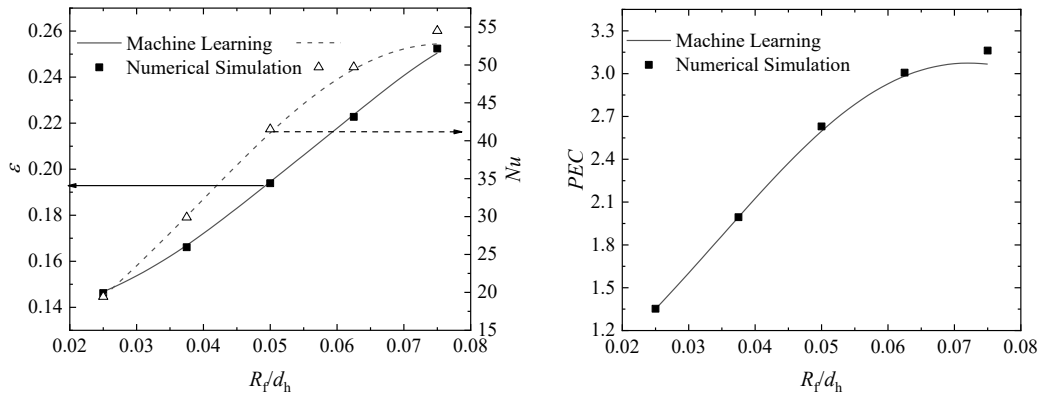 0.26
0.24
0.22
0.20
0.18
0.16
0.14
ε
Machine Learning
Numerical Simulation
55
50
45
40
35
30
25
20
15
Nu
0.02 0.03 0.04 0.05 0.06 0.07 0.08
R_f/d_h
3.3
3.0
2.7
2.4
2.1
1.8
1.5
1.2
PEC
Machine Learning
Numerical Simulation
0.02 0.03 0.04 0.05 0.06 0.07 0.08
R_f/d_h